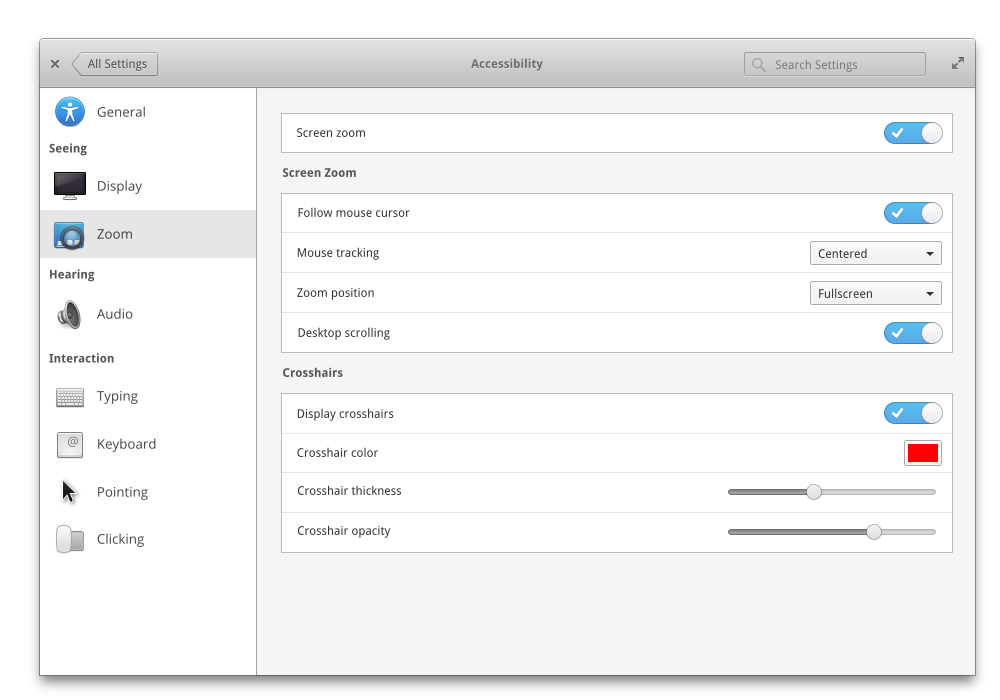 All Settings
Accessibility
Search Settings
General
Seeing
Display
Zoom
Hearing
Audio
Interaction
Typing
@
Keyboard
Pointing
Clicking
Screen zoom
Screen Zoom
Follow mouse cursor
Mouse tracking
Centered
Zoom position
Fullscreen
Desktop scrolling
Crosshairs
Display crosshairs
Crosshair color
Crosshair thickness
Crosshair opacity